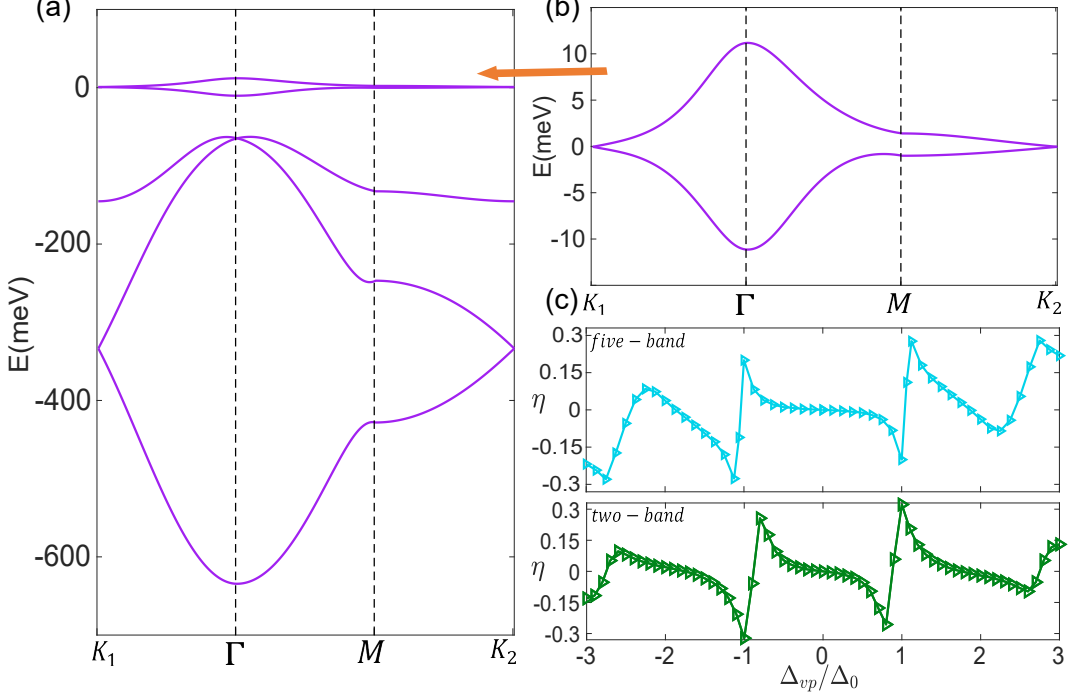 (a)
E(meV)
0
-200
-400
-600
K₁
Γ
M
K₂
(b)
E(meV)
10
5
0
-5
-10
K₁
Γ
M
K₂
(c)
five-band
η
0.3
0.15
0
-0.15
-0.3
two-band
η
0.3
0.15
0
-0.15
-0.3
-3
-2
-1
0
1
2
3
Δvp/Δ0